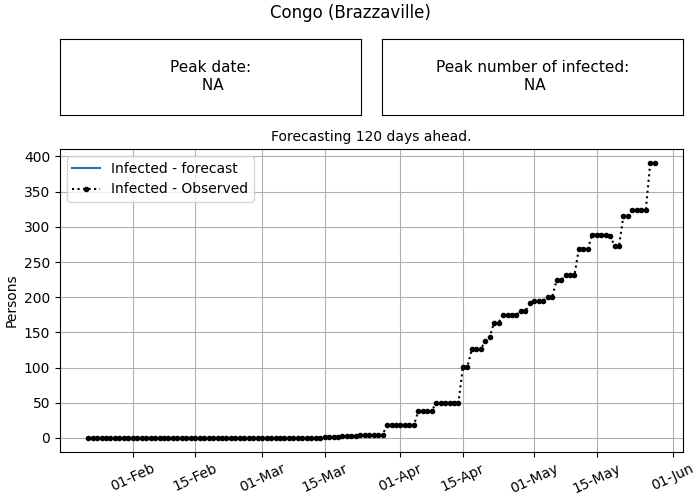 Congo (Brazzaville)
Peak date:
NA
Peak number of infected:
NA
Forecasting 120 days ahead.
Infected - forecast
Infected - Observed
Persons
400
350
300
250
200
150
100
50
0
01-Feb
15-Feb
01-Mar
15-Mar
01-Apr
15-Apr
01-May
15-May
01-Jun